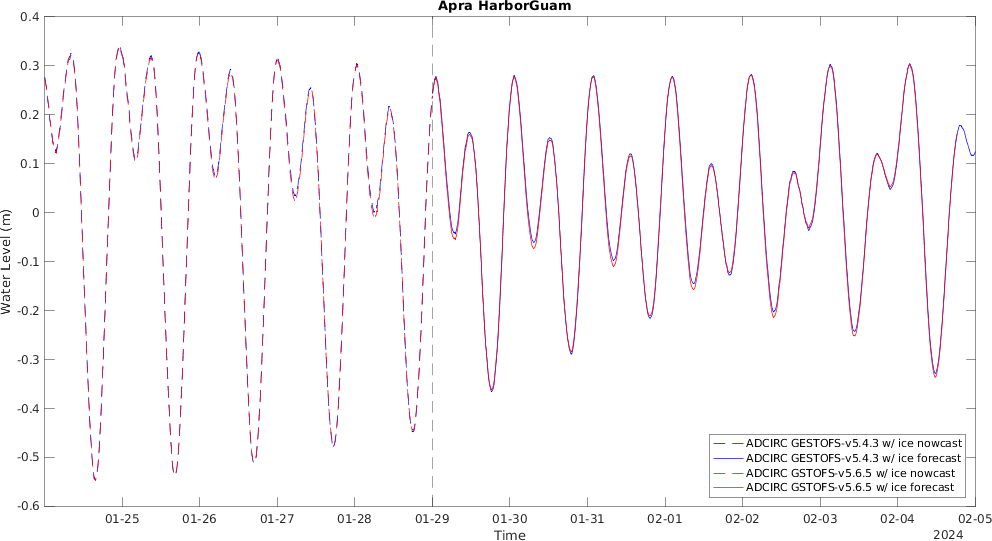 Apra HarborGuam
0.4
0.3
0.2
0.1
0
-0.1
-0.2
-0.3
-0.4
-0.5
-0.6
Water Level (m)
ADCIRC GESTOFS-v5.4.3 w/ ice nowcast
ADCIRC GESTOFS-v5.4.3 w/ ice forecast
ADCIRC GSTOFS-v5.6.5 w/ ice nowcast
ADCIRC GSTOFS-v5.6.5 w/ ice forecast
01-25 01-26 01-27 01-28 01-29 01-30 01-31 02-01 02-02 02-03 02-04 02-05
Time
2024